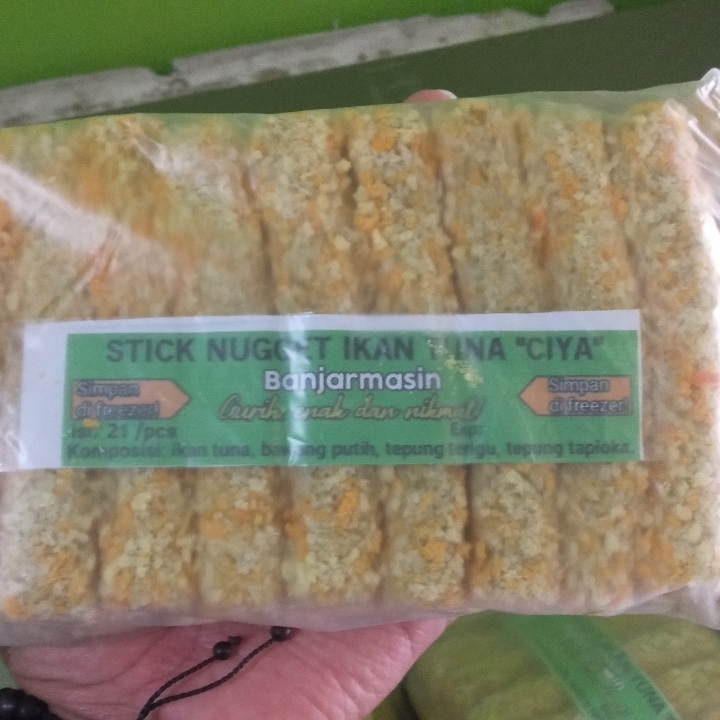 STICK NUGGET IKAN TUNA "CIYA"
Banjarmasin
Simpan
di freezer!
Simpan
di freezer!
Gurih enak dan nikmat!
isi: 21 /pcs
Exp:
Komposisi: Ikan tuna, bawang putih, tepung terigu, tepung tapioka.
TUNA